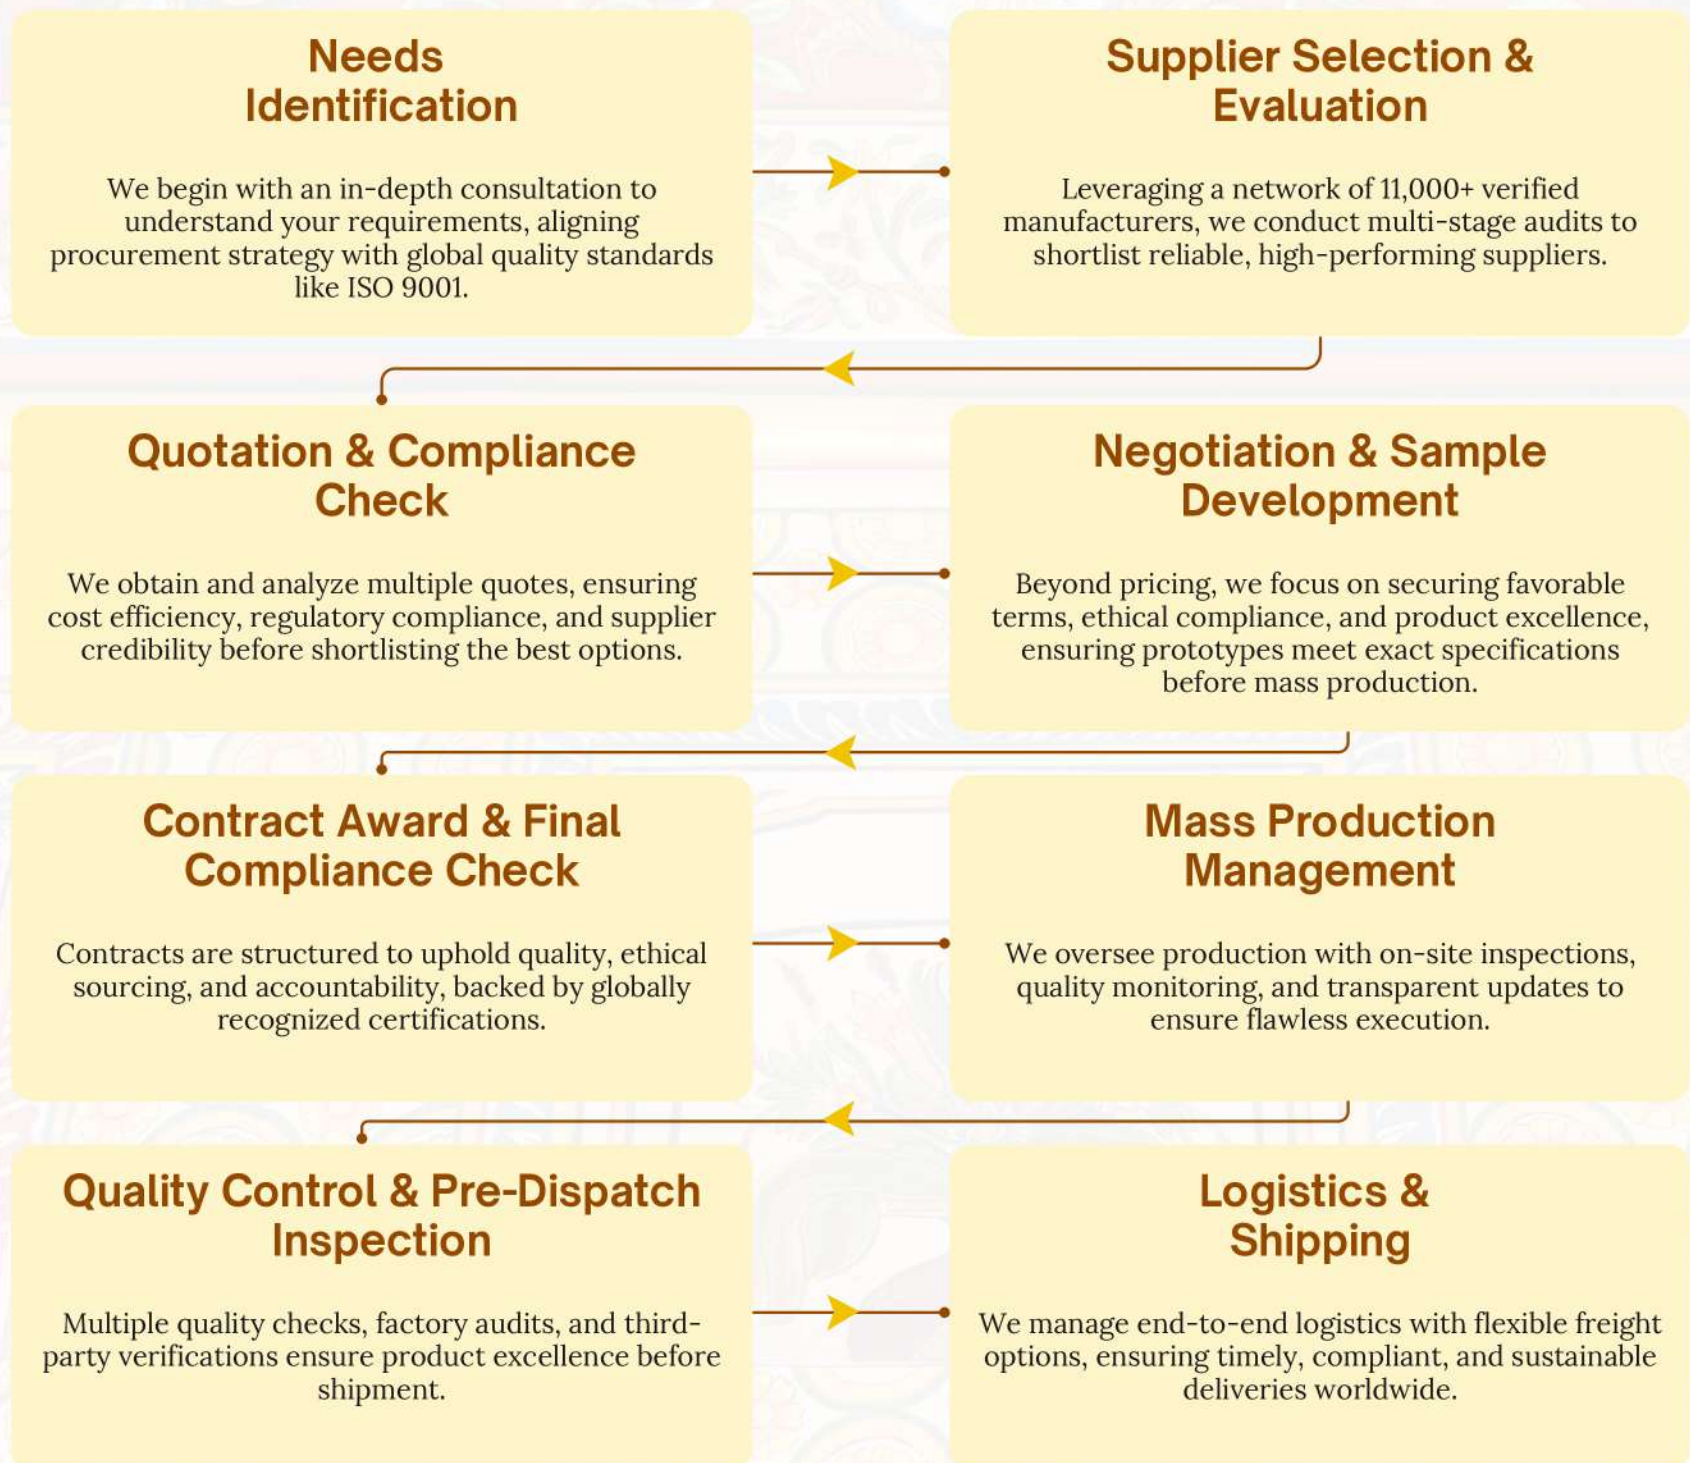 Needs
Identification
We begin with an in-depth consultation to
understand your requirements, aligning
procurement strategy with global quality standards
like ISO 9001.
Supplier Selection &
Evaluation
Leveraging a network of 11,000+ verified
manufacturers, we conduct multi-stage audits to
shortlist reliable, high-performing suppliers.
Quotation & Compliance
Check
We obtain and analyze multiple quotes, ensuring
cost efficiency, regulatory compliance, and supplier
credibility before shortlisting the best options.
Negotiation & Sample
Development
Beyond pricing, we focus on securing favorable
terms, ethical compliance, and product excellence,
ensuring prototypes meet exact specifications
before mass production.
Contract Award & Final
Compliance Check
Contracts are structured to uphold quality, ethical
sourcing, and accountability, backed by globally
recognized certifications.
Mass Production
Management
We oversee production with on-site inspections,
quality monitoring, and transparent updates to
ensure flawless execution.
Quality Control & Pre-Dispatch
Inspection
Multiple quality checks, factory audits, and third-
party verifications ensure product excellence before
shipment.
Logistics &
Shipping
We manage end-to-end logistics with flexible freight
options, ensuring timely, compliant, and sustainable
deliveries worldwide.